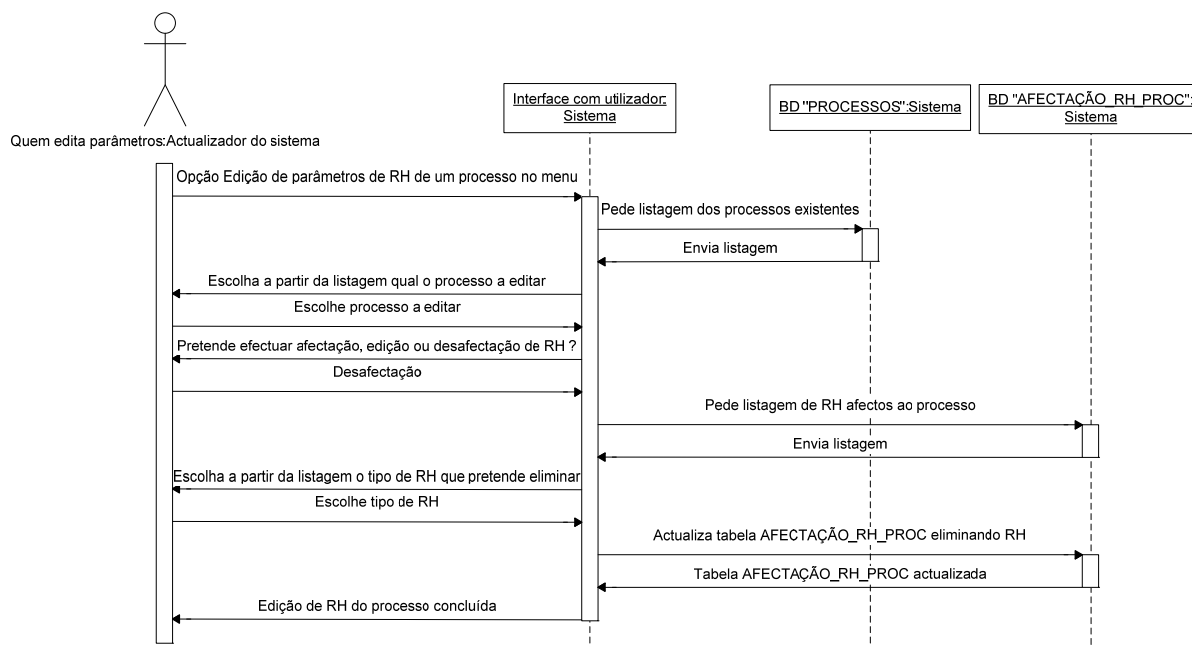 Interface com utilizador:
Sistema
BD "PROCESSOS":Sistema
BD "AFECTAÇÃO_RH_PROC":
Sistema
Quem edita parâmetros:Actualizador do sistema
Opção Edição de parâmetros de RH de um processo no menu
Pede listagem dos processos existentes
Envia listagem
Escolha a partir da listagem qual o processo a editar
Escolhe processo a editar
Pretende efectuar afectação, edição ou desafectação de RH ?
Desafectação
Pede listagem de RH afectos ao processo
Envia listagem
Escolha a partir da listagem o tipo de RH que pretende eliminar
Escolhe tipo de RH
Actualiza tabela AFECTAÇÃO_RH_PROC eliminando RH
Tabela AFECTAÇÃO_RH_PROC actualizada
Edição de RH do processo concluída